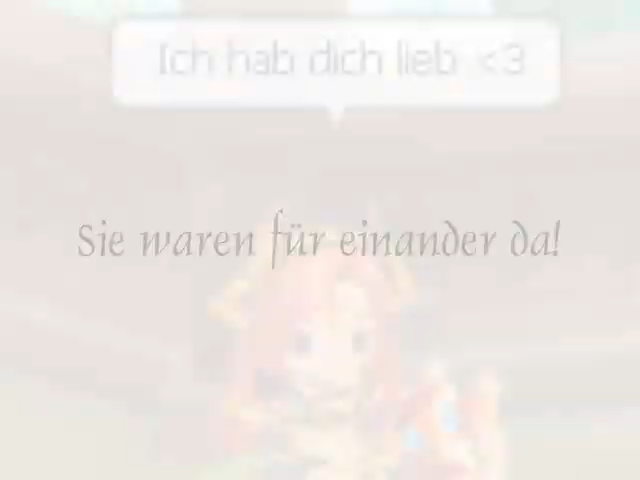 Ich hab dich lieb <3
Sie waren für einander da!